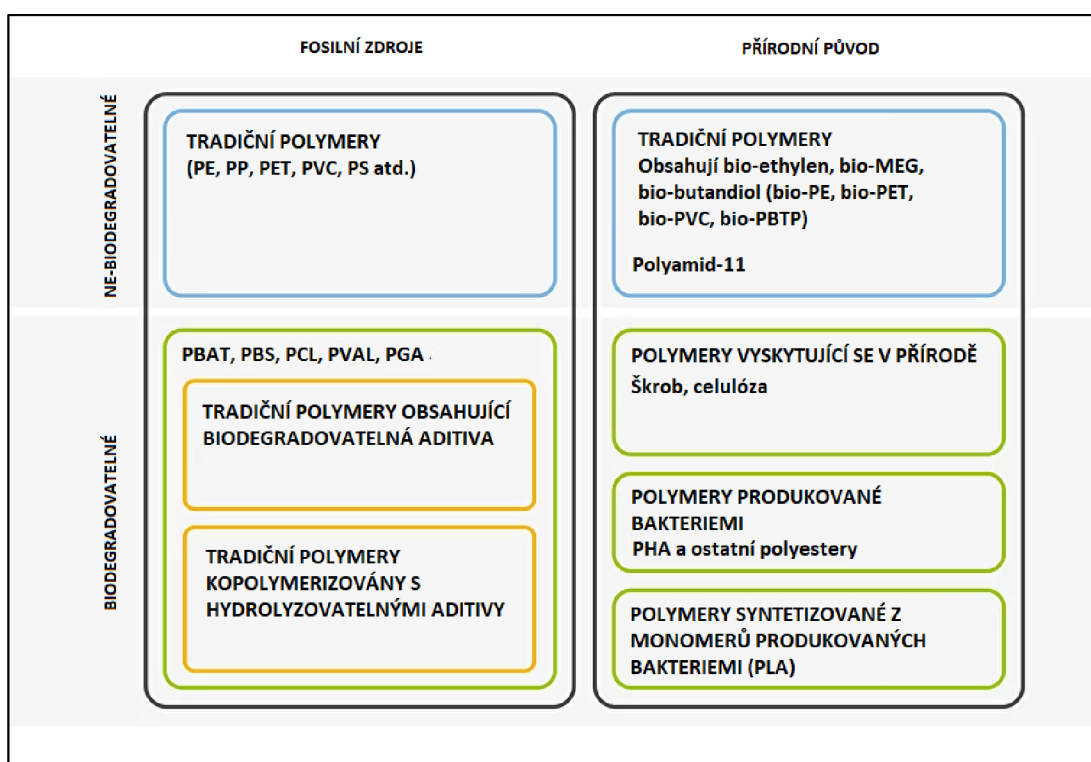 FOSILNÍ ZDROJE
PŘÍRODNÍ PŮVOD
NE-BIODEGRADOVATELNÉ
TRADIČNÍ POLYMERY
(PE, PP, PET, PVC, PS atd.)
TRADIČNÍ POLYMERY
Obsahují bio-ethylen, bio-MEG,
bio-butandiol (bio-PE, bio-PET,
bio-PVC, bio-PBTP)
Polyamid-11
BIODEGRADOVATELNÉ
PBAT, PBS, PCL, PVAL, PGA
TRADIČNÍ POLYMERY OBSAHUJÍCÍ
BIODEGRADOVATELNÁ ADITIVA
TRADIČNÍ POLYMERY
KOPOLYMERIZOVÁNY S
HYDROLYZOVATELNÝMI ADITIVY
POLYMERY VYSKYTUJÍCÍ SE V PŘÍRODĚ
Škrob, celulóza
POLYMERY PRODUKOVANÉ
BAKTERIEMI
PHA a ostatní polyestery
POLYMERY SYNTETIZOVANÉ Z
MONOMERŮ PRODUKOVANÝCH
BAKTERIEMI (PLA)